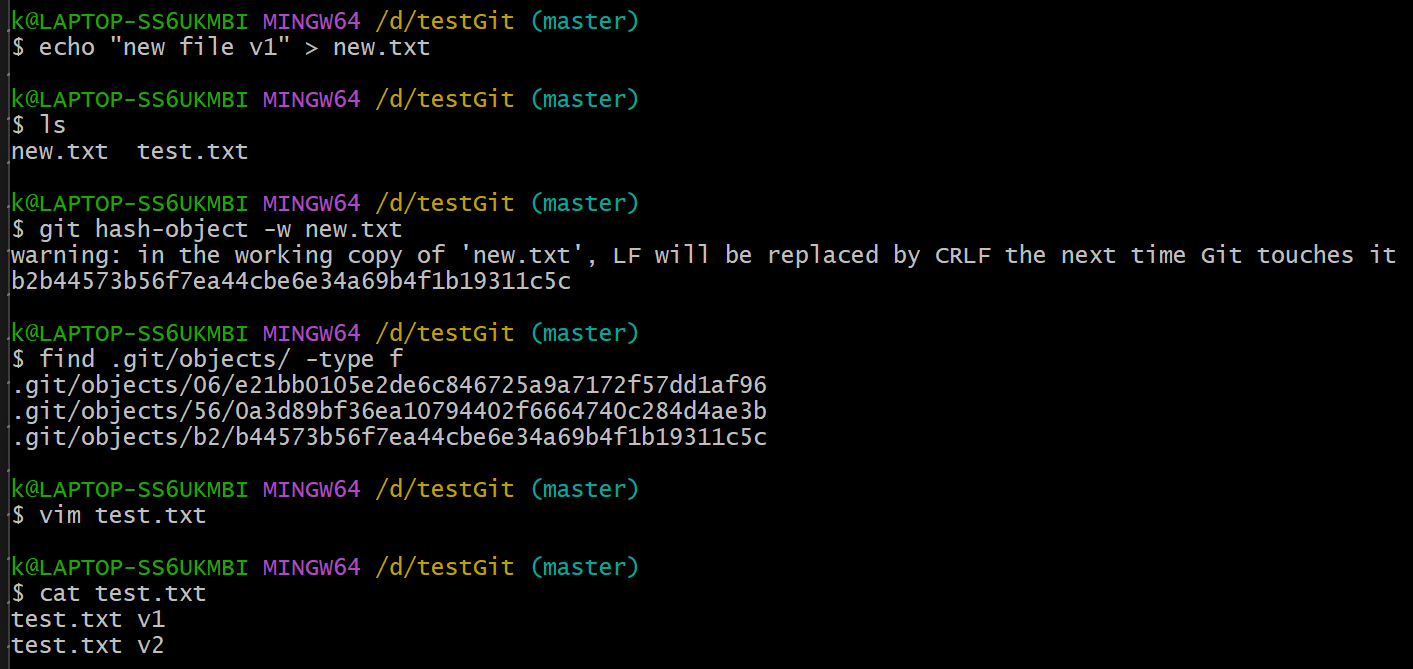 k@LAPTOP-SS6UKMBI MINGW64 /d/testGit (master)
$ echo "new file v1" > new.txt
k@LAPTOP-SS6UKMBI MINGW64 /d/testGit (master)
$ ls
new.txt  test.txt
k@LAPTOP-SS6UKMBI MINGW64 /d/testGit (master)
$ git hash-object -w new.txt
warning: in the working copy of 'new.txt', LF will be replaced by CRLF the next time Git touches it
b2b44573b56f7ea44cbe6e34a69b4f1b19311c5c
k@LAPTOP-SS6UKMBI MINGW64 /d/testGit (master)
$ find .git/objects/ -type f
.git/objects/06/e21bb0105e2de6c846725a9a7172f57dd1af96
.git/objects/56/0a3d89bf36ea10794402f6664740c284d4ae3b
.git/objects/b2/b44573b56f7ea44cbe6e34a69b4f1b19311c5c
k@LAPTOP-SS6UKMBI MINGW64 /d/testGit (master)
$ vim test.txt
k@LAPTOP-SS6UKMBI MINGW64 /d/testGit (master)
$ cat test.txt
test.txt v1
test.txt v2